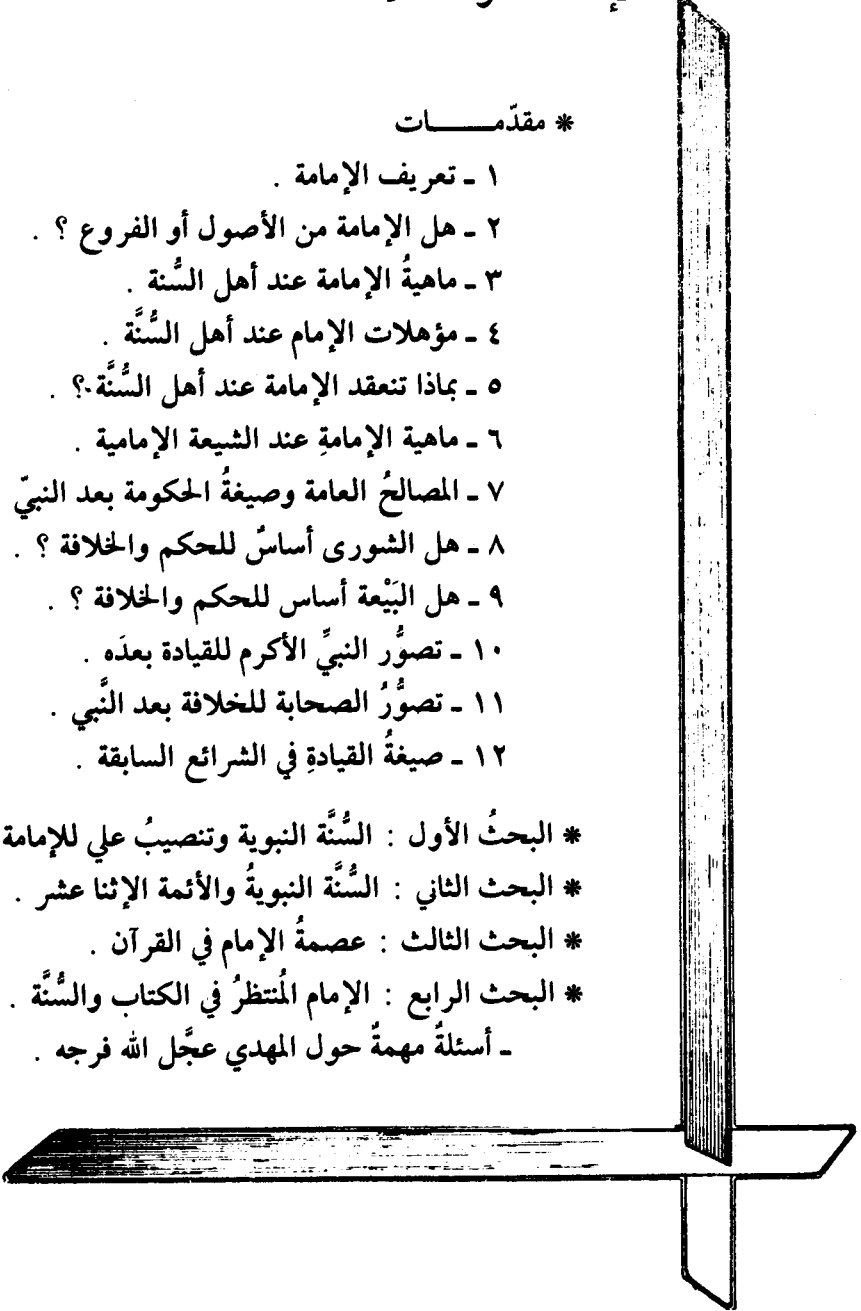 * مقدّمـــــات
١ - تعريف الإمامة .
٢ - هل الإمامة من الأصول أو الفروع ؟ .
٣ - ماهيةُ الإمامة عند أهل السُّنة .
٤ - مؤهلات الإمام عند أهل السُّنَّة .
٥ - بماذا تنعقد الإمامة عند أهل السُّنَّة ؟ .
٦ - ماهية الإمامةِ عند الشيعة الإمامية .
٧ - المصالحُ العامة وصيغةُ الحكومة بعد النبيّ
٨ - هل الشورى أساسٌ للحكم والخلافة ؟ .
٩ - هل البَيْعة أساس للحكم والخلافة ؟ .
١٠ - تصوُّر النبيِّ الأكرم للقيادة بعدَه .
١١ - تصوُّرُ الصحابة للخلافة بعد النَّبي .
١٢ - صيغةُ القيادةِ في الشرائع السابقة .
* البحثُ الأول : السُّنَّة النبوية وتنصيبُ علي للإمامة
* البحث الثاني : السُّنَّة النبويةُ والأئمة الإثنا عشر .
* البحث الثالث : عصمةُ الإمام في القرآن .
* البحث الرابع : الإمام المُنتظرُ في الكتاب والسُّنَّة .
- أسئلةٌ مهمةٌ حول المهدي عجَّل الله فرجه .